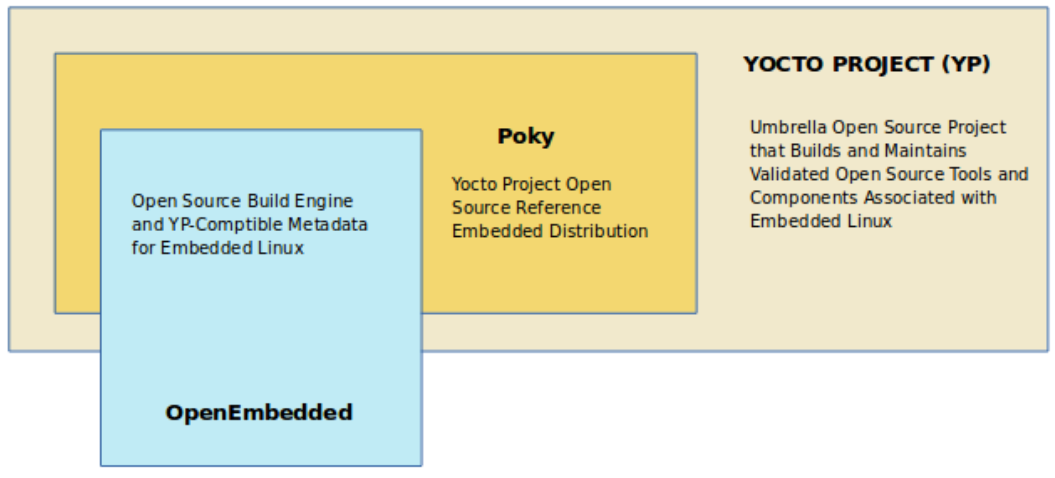 YOCTO PROJECT (YP)
Umbrella Open Source Project
that Builds and Maintains
Validated Open Source Tools and
Components Associated with
Embedded Linux
Poky
Yocto Project Open
Source Reference
Embedded Distribution
Open Source Build Engine
and YP-Comptible Metadata
for Embedded Linux
OpenEmbedded